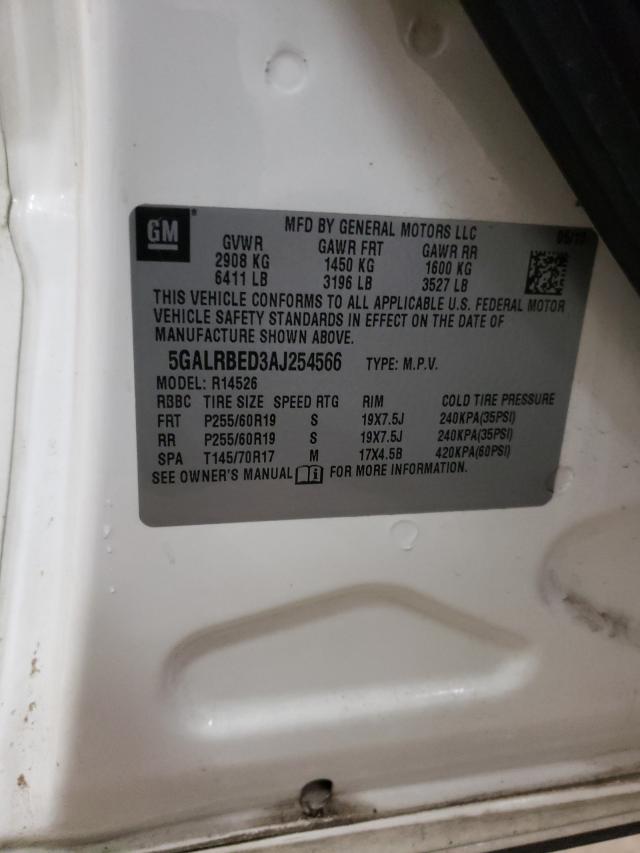 GM
MFD BY GENERAL MOTORS LLC 05/10
GVWR GAWR FRT GAWR RR
2908 KG 1450 KG 1600 KG
6411 LB 3196 LB 3527 LB
THIS VEHICLE CONFORMS TO ALL APPLICABLE U.S. FEDERAL MOTOR
VEHICLE SAFETY STANDARDS IN EFFECT ON THE DATE OF
MANUFACTURE SHOWN ABOVE.
5GALRBED3AJ254566 TYPE: M.P.V.
MODEL: R14526
RBBC TIRE SIZE SPEED RTG RIM COLD TIRE PRESSURE
FRT P255/60R19 S 19X7.5J 240KPA(35PSI)
RR P255/60R19 S 19X7.5J 240KPA(35PSI)
SPA T145/70R17 M 17X4.5B 420KPA(60PSI)
SEE OWNER'S MANUAL FOR MORE INFORMATION.